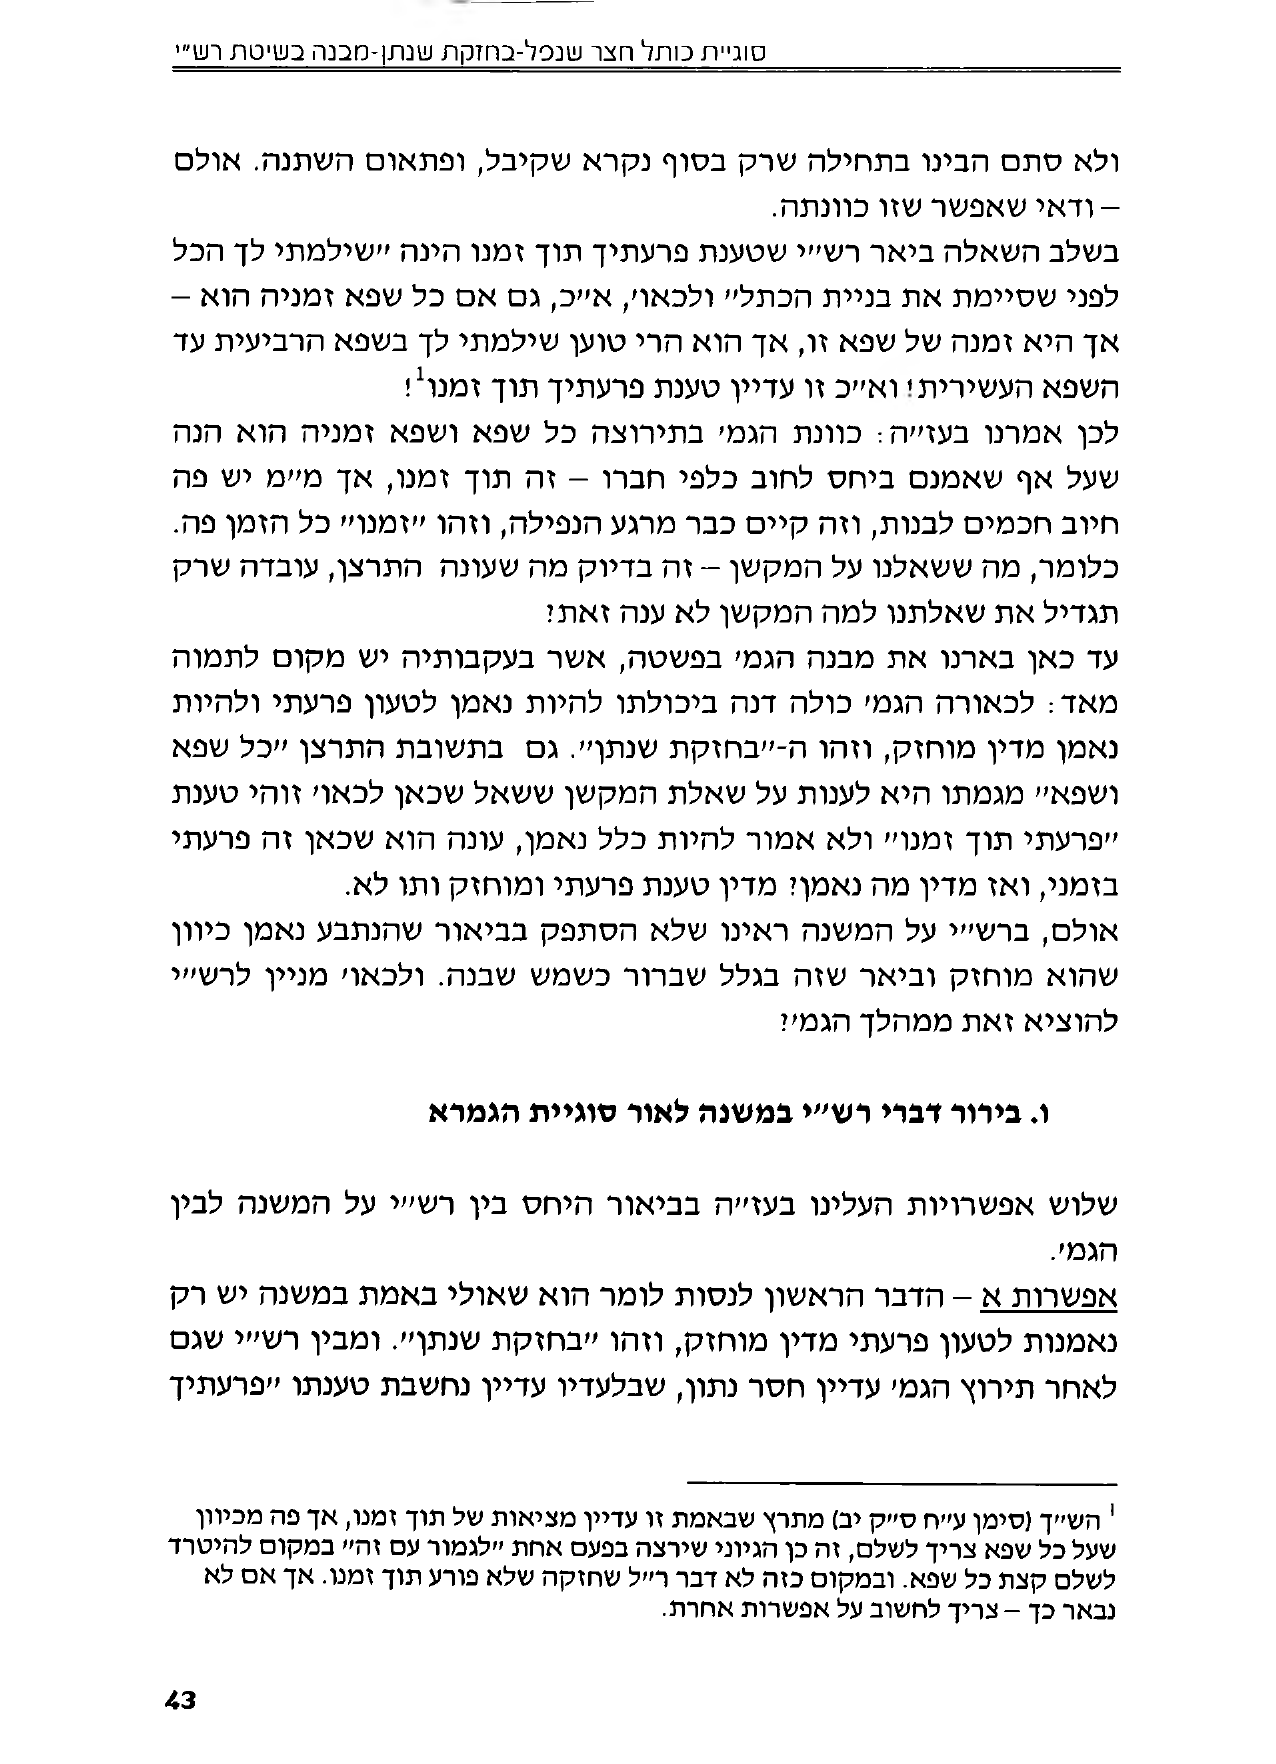 סוגיית כותל חצר שנפל-בחזקת שנתן-מבנה בשיטת רש״י
ולא סתם הבינו בתחילה שרק בסוף נקרא שקיבל, ופתאום השתנה. אולם
– ודאי שאפשר שזו כוונתה.
בשלב השאלה ביאר רש״י שטענת פרעתיך תוך זמנו הינה ״שילמתי לך הכל
לפני שסיימת את בניית הכתל״ ולכאו׳, א״כ, גם אם כל שפא זמניה הוא –
אך היא זמנה של שפא זו, אך הוא הרי טוען שילמתי לך בשפא הרביעית עד
השפא העשירית! וא״כ זו עדיין טענת פרעתיך תוך זמנו1!
לכן אמרנו בעז״ה: כוונת הגמ׳ בתירוצה כל שפא ושפא זמניה הוא הנה
שעל אף שאמנם ביחס לחוב כלפי חברו – זה תוך זמנו, אך מ״מ יש פה
חיוב חכמים לבנות, וזה קיים כבר מרגע הנפילה, וזהו ״זמנו״ כל הזמן פה.
כלומר, מה ששאלנו על המקשן – זה בדיוק מה שעונה התרצן, עובדה שרק
תגדיל את שאלתנו למה המקשן לא ענה זאת?
עד כאן בארנו את מבנה הגמ׳ בפשטה, אשר בעקבותיה יש מקום לתמוה
מאד: לכאורה הגמ׳ כולה דנה ביכולתו להיות נאמן לטעון פרעתי ולהיות
נאמן מדין מוחזק, וזהו ה-״בחזקת שנתן״. גם בתשובת התרצן ״כל שפא
ושפא״ מגמתו היא לענות על שאלת המקשן ששאל שכאן לכאו׳ זוהי טענת
״פרעתי תוך זמנו״ ולא אמור להיות כלל נאמן, עונה הוא שכאן זה פרעתי
בזמני, ואז מדין מה נאמן? מדין טענת פרעתי ומוחזק ותו לא.
אולם, ברש״י על המשנה ראינו שלא הסתפק בביאור שהנתבע נאמן כיוון
שהוא מוחזק וביאר שזה בגלל שברור כשמש שבנה. ולכאו׳ מניין לרש״י
להוציא זאת ממהלך הגמ׳?
ו. בירור דברי רש״י במשנה לאור סוגיית הגמרא
שלוש אפשרויות העלינו בעז״ה בביאור היחס בין רש״י על המשנה לבין
הגמ׳.
אפשרות א – הדבר הראשון לנסות לומר הוא שאולי באמת במשנה יש רק
נאמנות לטעון פרעתי מדין מוחזק, וזהו ״בחזקת שנתן״. ומבין רש״י שגם
לאחר תירוץ הגמ׳ עדיין חסר נתון, שבלעדיו עדיין נחשבת טענתו ״פרעתיך
1 הש״ך (סימן ע״ח ס״ק יב) מתרץ שבאמת זו עדיין מציאות של תוך זמנו, אך פה מכיוון
שעל כל שפא צריך לשלם, זה כן הגיוני שירצה בפעם אחת ״לגמור עם זה״ במקום להיטרד
לשלם קצת כל שפא. ובמקום כזה לא דבר ר״ל שחזקה שלא פורע תוך זמנו. אך אם לא
נבאר כך – צריך לחשוב על אפשרות אחרת.
43